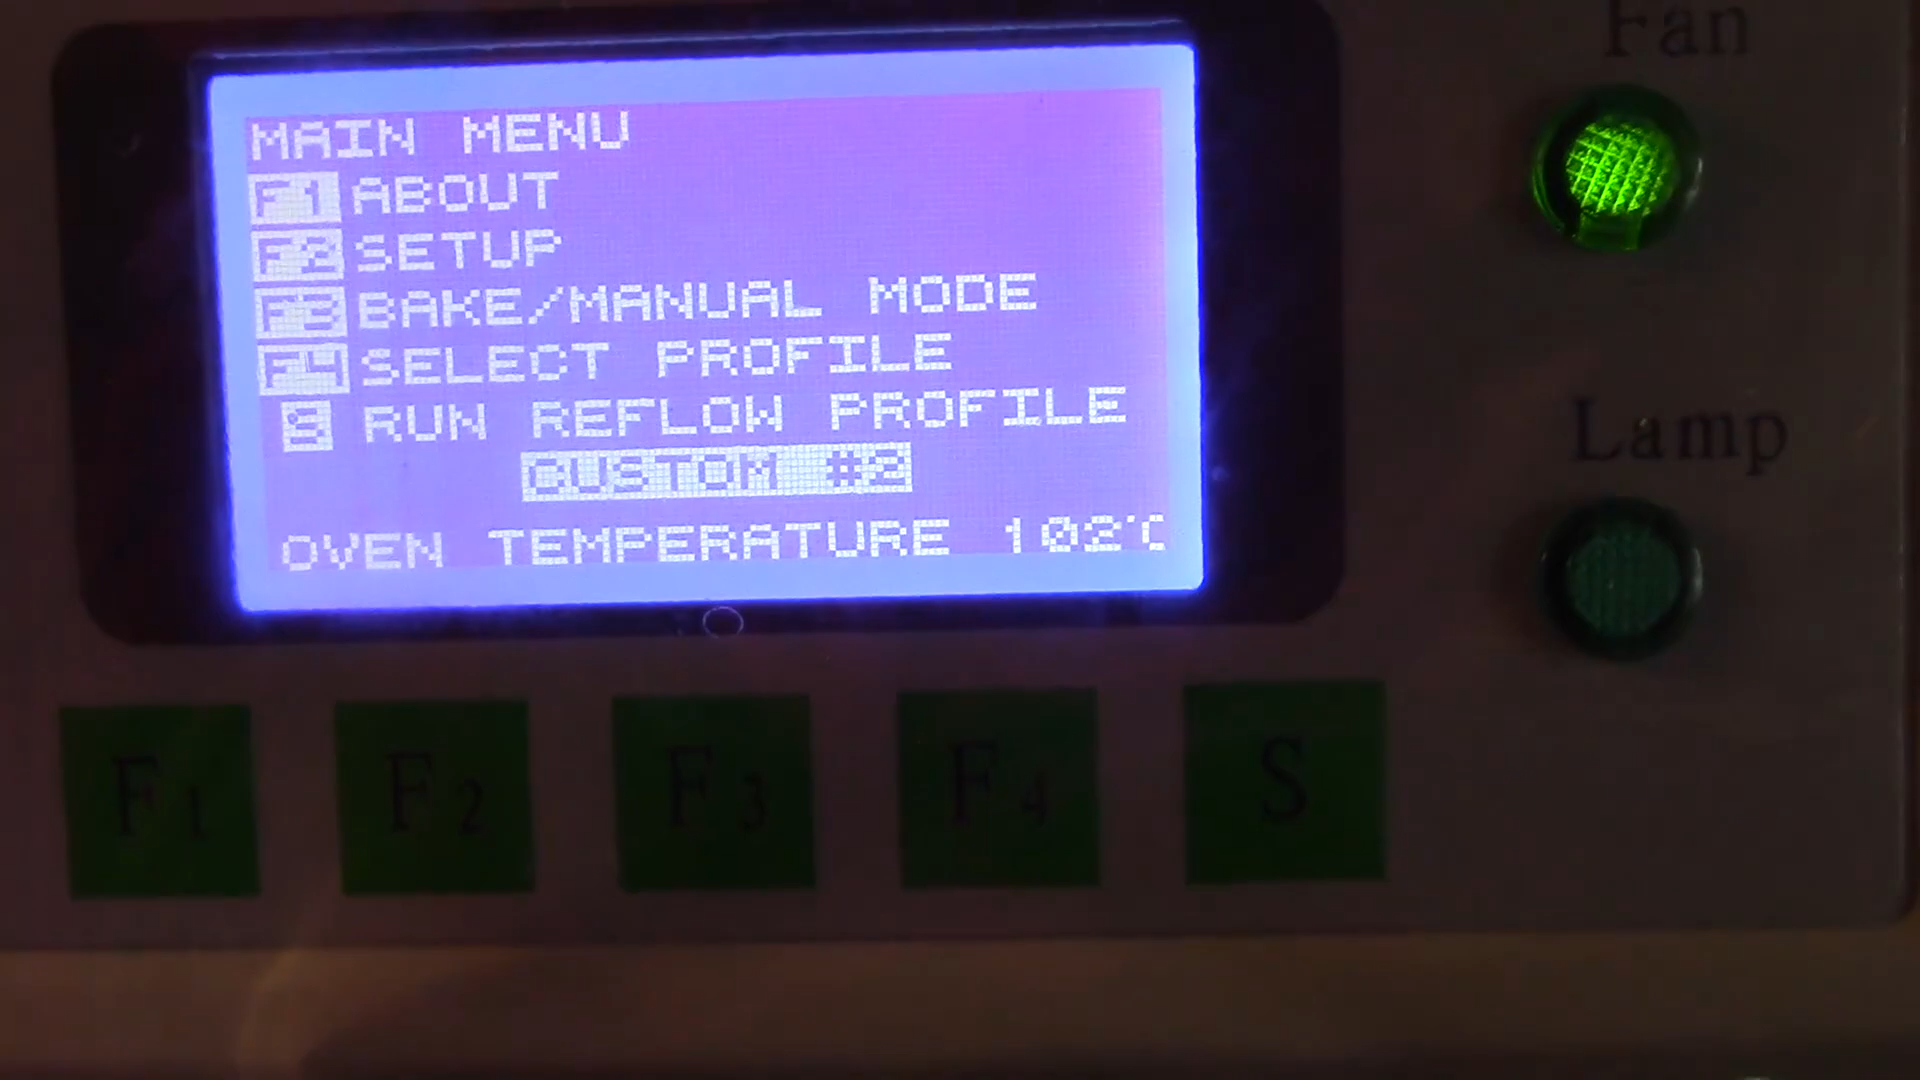 MAIN MENU
F1 ABOUT
F2 SETUP
F3 BAKE/MANUAL MODE
F4 SELECT PROFILE
S RUN REFLOW PROFILE
CUSTOM #2
OVEN TEMPERATURE 102°C
Fan
Lamp
F1 F2 F3 F4 S